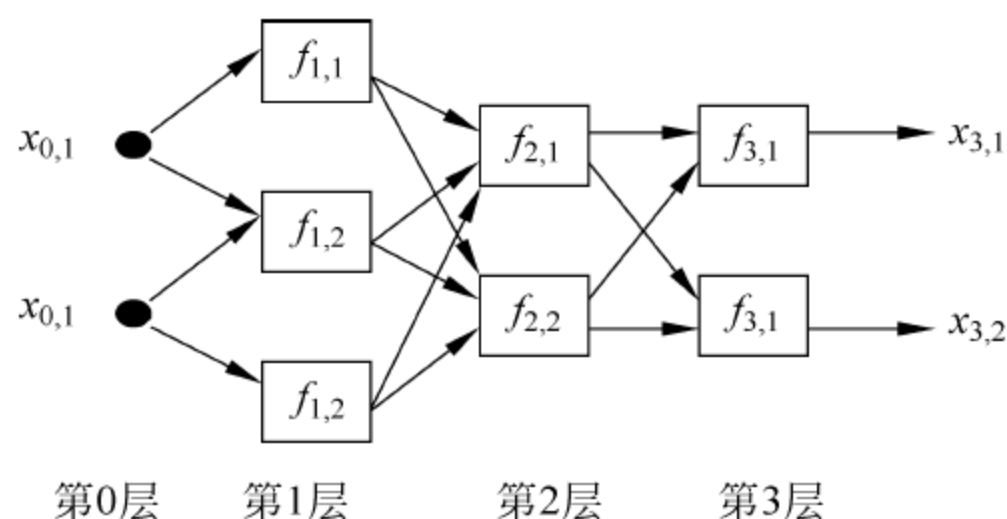 f1,1
x0,1
f2,1
f3,1
x3,1
f1,2
x0,1
f2,2
f3,1
x3,2
f1,2
第0层 第1层 第2层 第3层